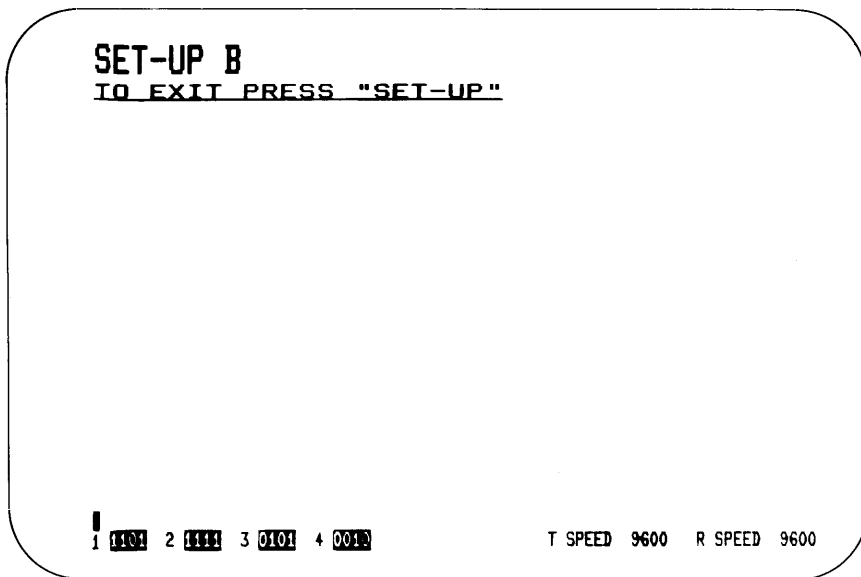 SET-UP B
TO EXIT PRESS "SET-UP"
1 1101 2 1111 3 0101 4 0010 T SPEED 9600 R SPEED 9600